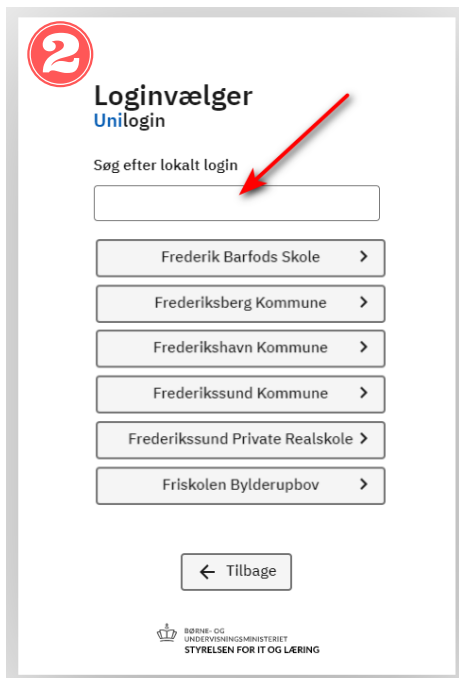 2
Loginvælger
Unilogin
Søg efter lokalt login
Frederik Barfods Skole
Frederiksberg Kommune
Frederikshavn Kommune
Frederikssund Kommune
Frederikssund Private Realskole
Friskolen Bylderupbov
Tilbage
BØRNE- OG
UNDERVISNINGSMINISTERIET
STYRELSEN FOR IT OG LÆRING